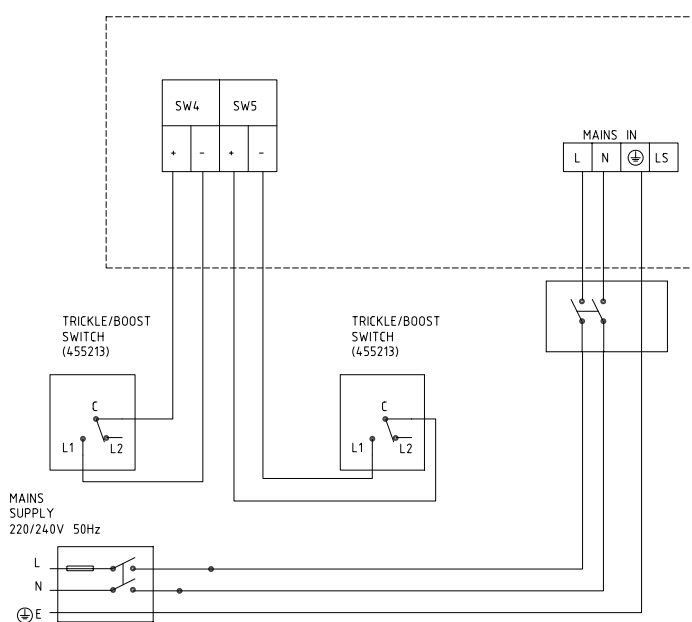 SW4 SW5
+ - + -
MAINS IN
L N LS
TRICKLE/BOOST
SWITCH
(455213)
C
L1 L2
TRICKLE/BOOST
SWITCH
(455213)
C
L1 L2
MAINS
SUPPLY
220/240V 50Hz
L
N
E